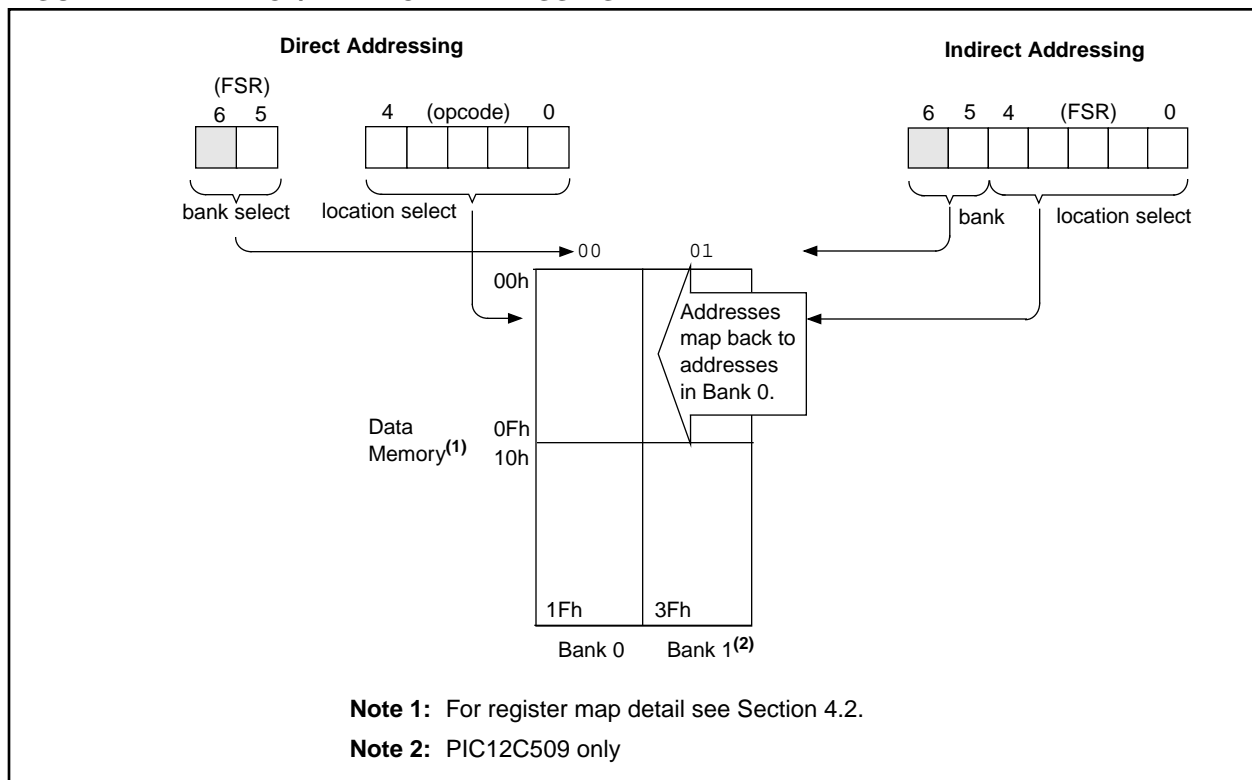 Direct Addressing
Indirect Addressing
(FSR)
6 5
4 (opcode) 0
6 5 4 (FSR) 0
bank select
location select
bank
location select
00
01
00h
Addresses
map back to
addresses
in Bank 0.
Data
Memory(1)
0Fh
10h
1Fh
3Fh
Bank 0
Bank 1(2)
Note 1: For register map detail see Section 4.2.
Note 2: PIC12C509 only